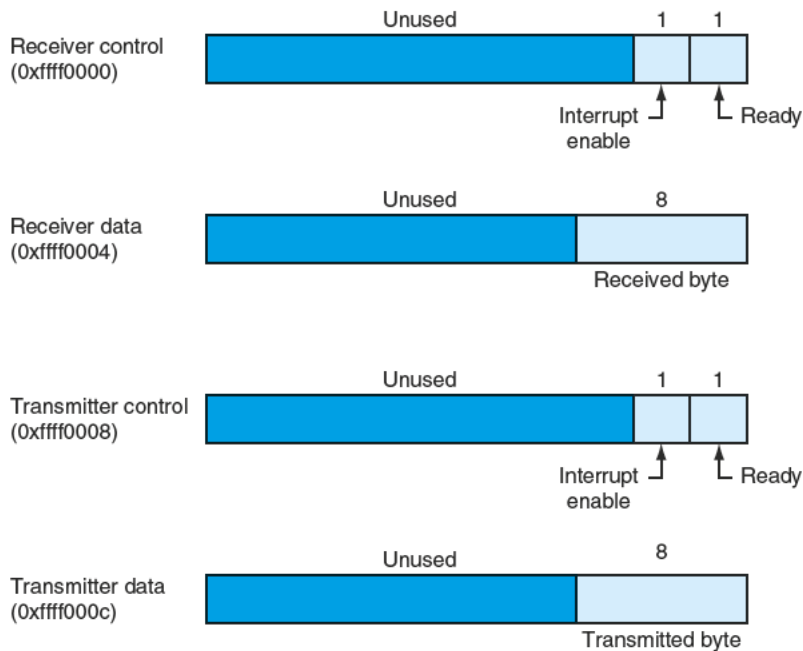 Unused 1 1
Receiver control
(0xffff0000)
Interrupt
enable
Ready
Unused 8
Receiver data
(0xffff0004)
Received byte
Unused 1 1
Transmitter control
(0xffff0008)
Interrupt
enable
Ready
Unused 8
Transmitter data
(0xffff000c)
Transmitted byte